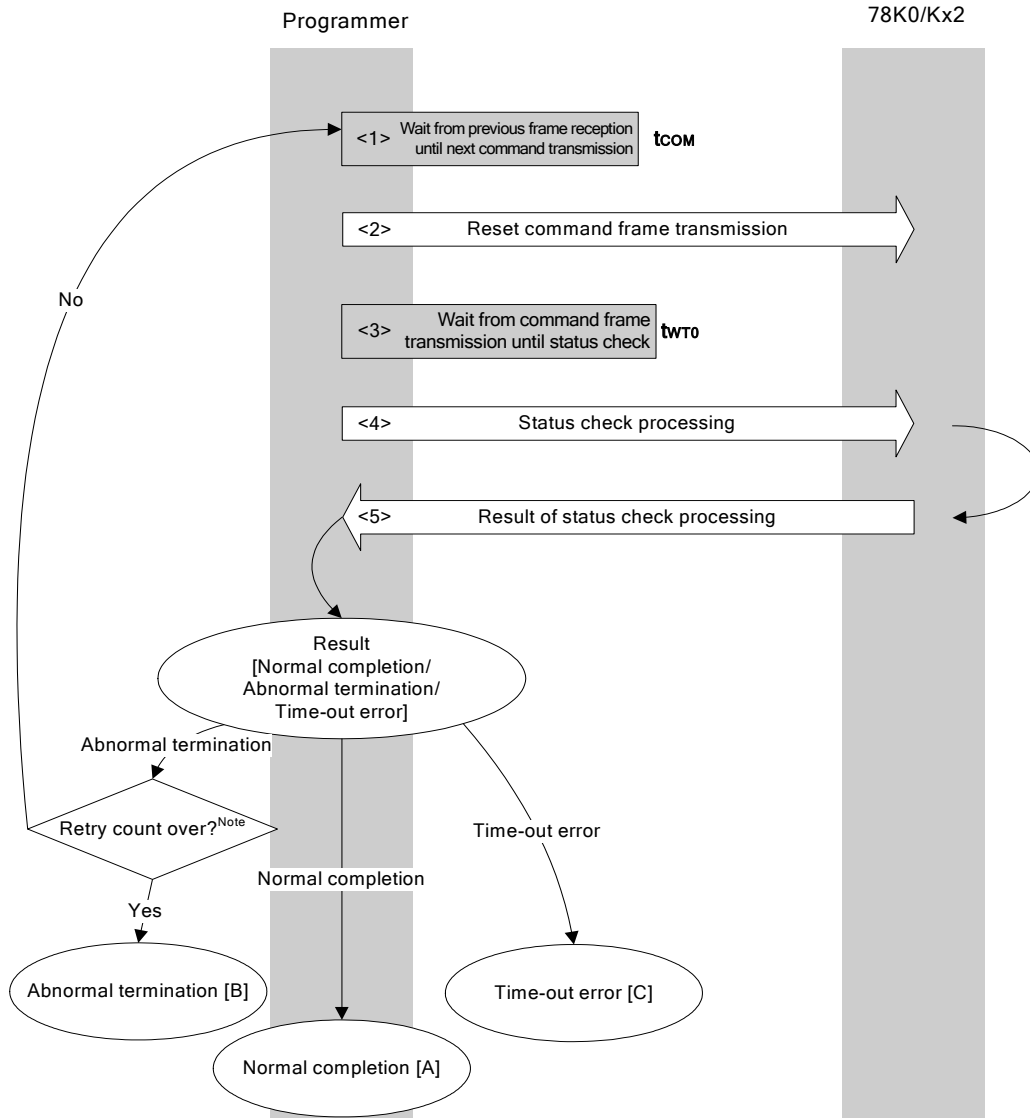 Programmer
78K0/Kx2
<1> Wait from previous frame reception
until next command transmission
tCOM
<2> Reset command frame transmission
No
<3> Wait from command frame
transmission until status check
tWT0
<4> Status check processing
<5> Result of status check processing
Result
[Normal completion/
Abnormal termination/
Time-out error]
Abnormal termination
Retry count over?Note
Time-out error
Normal completion
Yes
Abnormal termination [B]
Time-out error [C]
Normal completion [A]